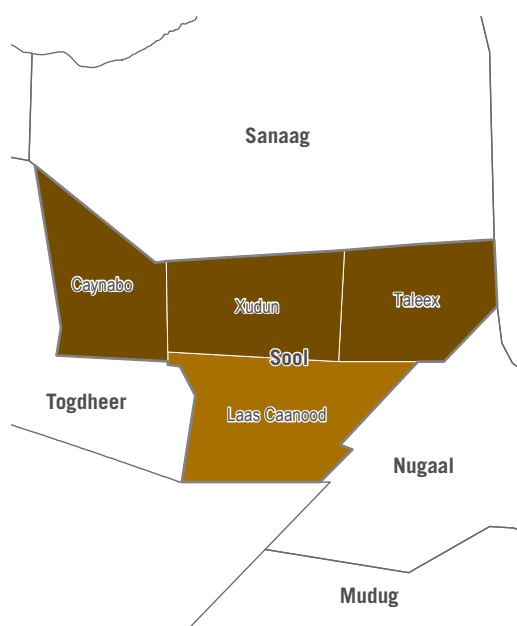 Sanaag
Caynabo
Xudun
Taleex
Sool
Togdheer
Laas Caanood
Nugaal
Mudug